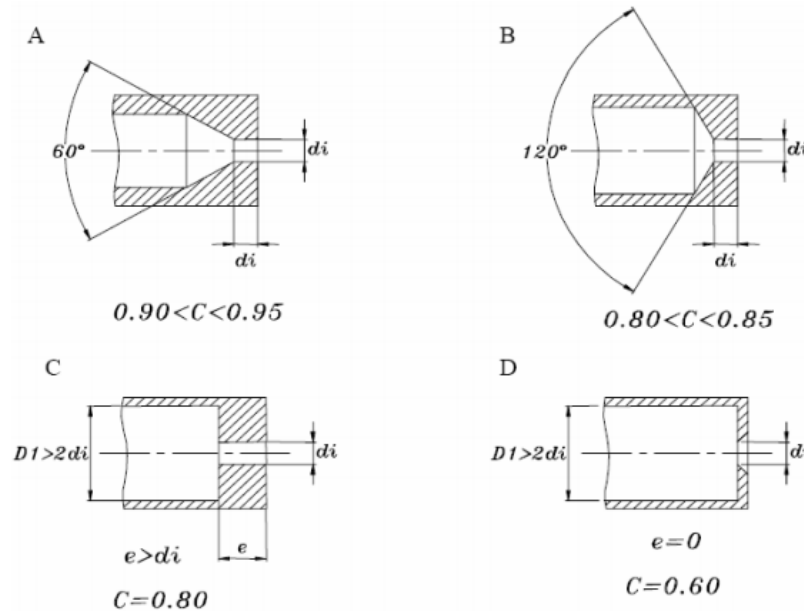 A
60°
di
di
0.90<C<0.95
B
120°
di
di
0.80<C<0.85
C
D1>2di
di
e
e>di
C=0.80
D
D1>2di
di
e=0
C=0.60